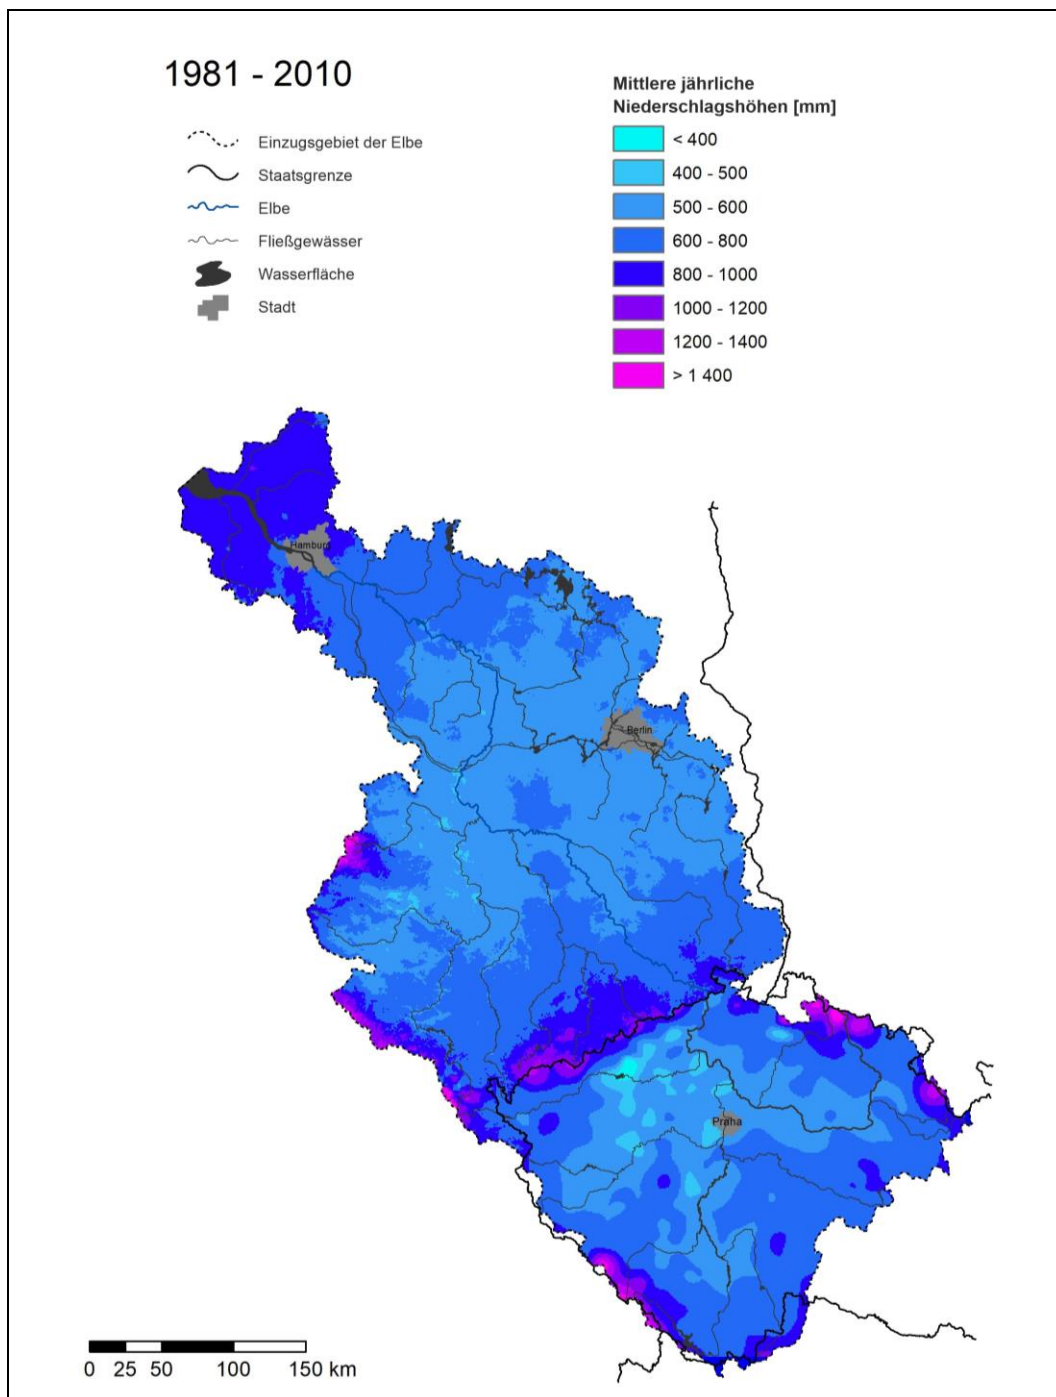 1981 - 2010
Einzugsgebiet der Elbe
Staatsgrenze
Elbe
Fließgewässer
Wasserfläche
Stadt
Mittlere jährliche
Niederschlagshöhen [mm]
< 400
400 - 500
500 - 600
600 - 800
800 - 1000
1000 - 1200
1200 - 1400
> 1 400
Hamburg
Berlin
Praha
0 25 50 100 150 km